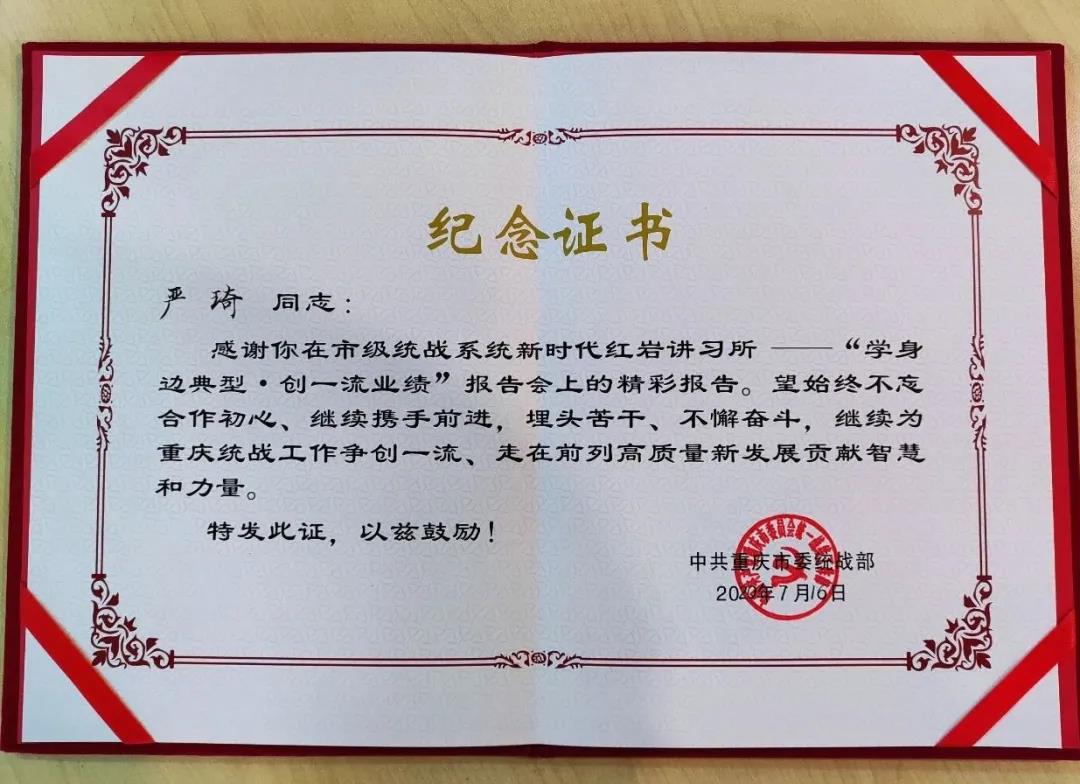 纪念证书
严琦 同志：
感谢你在市级统战系统新时代红岩讲习所 ——“学身
边典型·创一流业绩”报告会上的精彩报告。望始终不忘
合作初心、继续携手前进，埋头苦干、不懈奋斗，继续为
重庆统战工作争创一流、走在前列高质量新发展贡献智慧
和力量。
特发此证，以兹鼓励！
中共重庆市委统战部
2020年7月16日